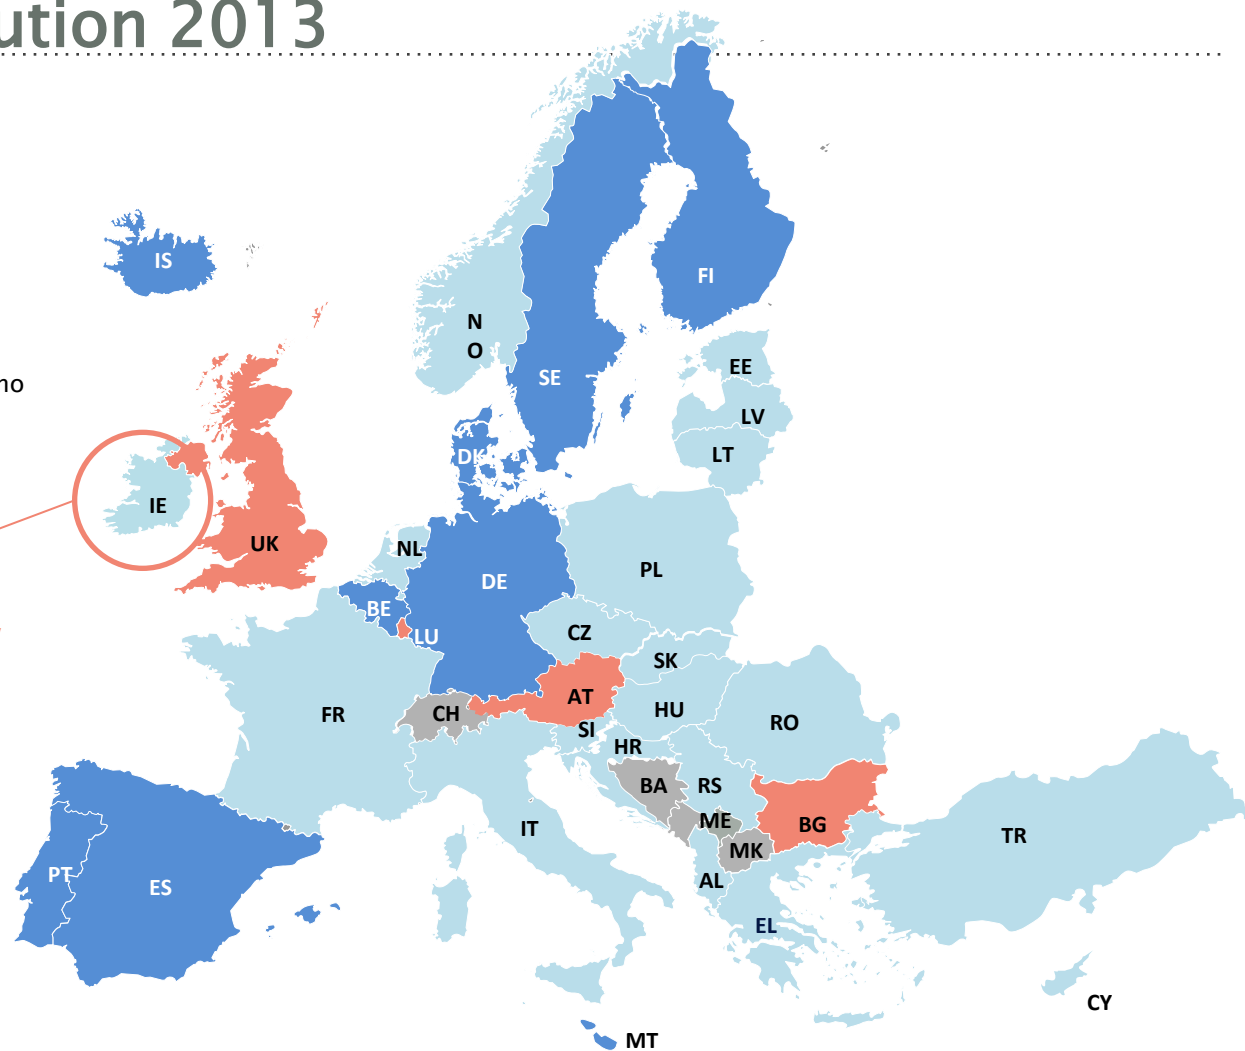 ution 2013
IS
FI
N
O
EE
SE
no
LV
LT
DK
IE
UK
NL
DE
PL
BE
CZ
LU
SK
AT
HU
FR
CH
RO
SI
HR
BA
RS
ME
BG
IT
TR
MK
PT
AL
ES
EL
CY
MT